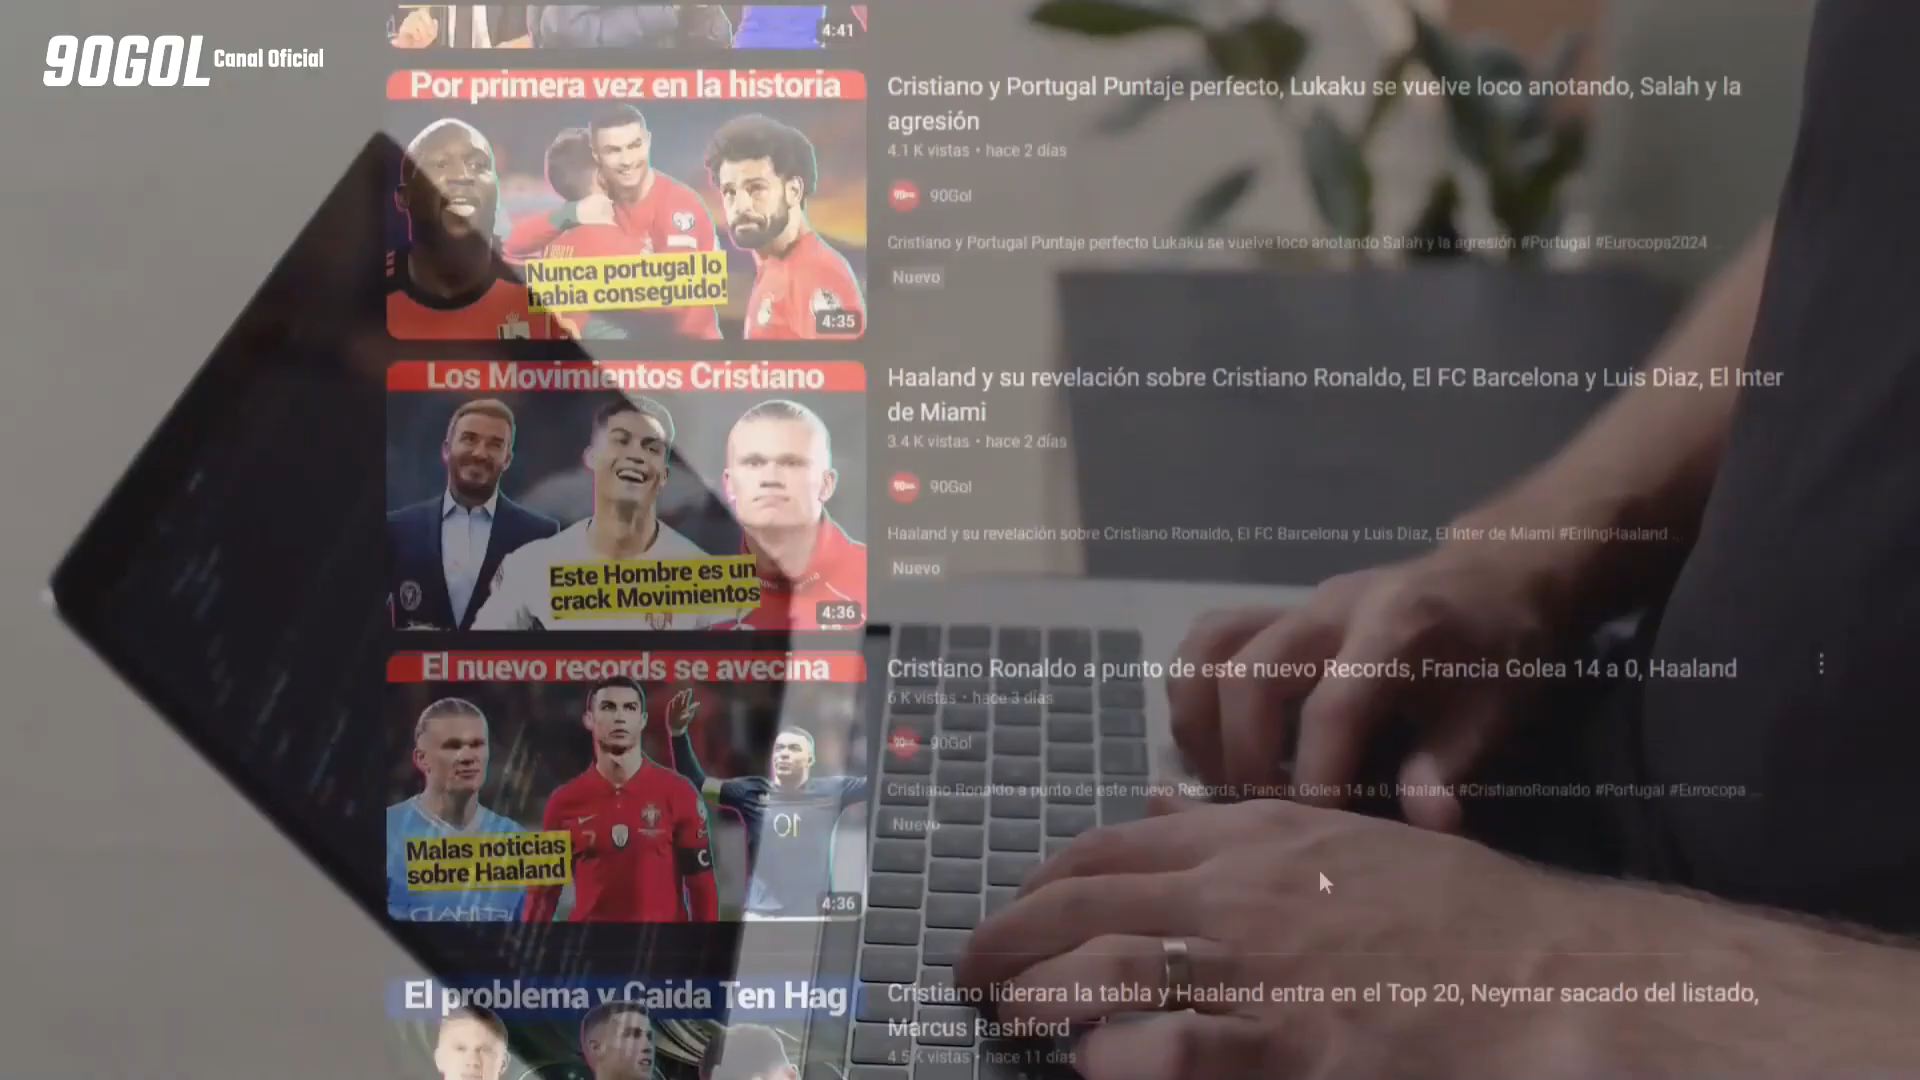 90GOL Canal Oficial
4:41
Por primera vez en la historia
Nunca portugal lo
habia conseguido!
4:35
Cristiano y Portugal Puntaje perfecto, Lukaku se vuelve loco anotando, Salah y la
agresión
4.1 K vistas • hace 2 días
90Gol
Cristiano y Portugal Puntaje perfecto Lukaku se vuelve loco anotando Salah y la agresión #Portugal #Eurocopa2024 ...
Nuevo
Los Movimientos Cristiano
Este Hombre es un
crack Movimientos
4:36
Haaland y su revelación sobre Cristiano Ronaldo, El FC Barcelona y Luis Diaz, El Inter
de Miami
3.4 K vistas • hace 2 días
90Gol
Haaland y su revelación sobre Cristiano Ronaldo, El FC Barcelona y Luis Diaz, El Inter de Miami #ErlingHaaland ...
Nuevo
El nuevo records se avecina
Malas noticias
sobre Haaland
4:36
Cristiano Ronaldo a punto de este nuevo Records, Francia Golea 14 a 0, Haaland
6 K vistas • hace 3 días
90Gol
Cristiano Ronaldo a punto de este nuevo Records, Francia Golea 14 a 0, Haaland #CristianoRonaldo #Portugal #Eurocopa ...
Nuevo
El problema y Caida Ten Hag
Cristiano liderara la tabla y Haaland entra en el Top 20, Neymar sacado del listado,
Marcus Rashford
4.5 K vistas • hace 11 días